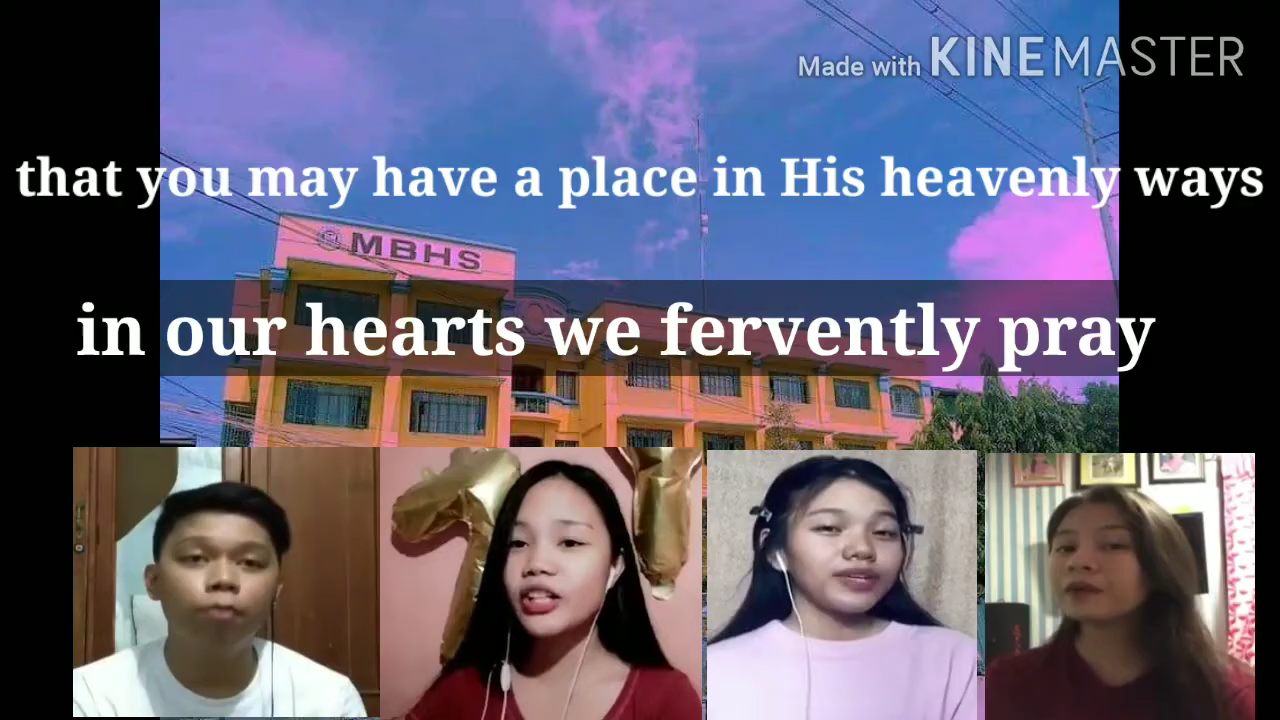 Made with KINEMASTER
that you may have a place in His heavenly ways
MBHS
in our hearts we fervently pray